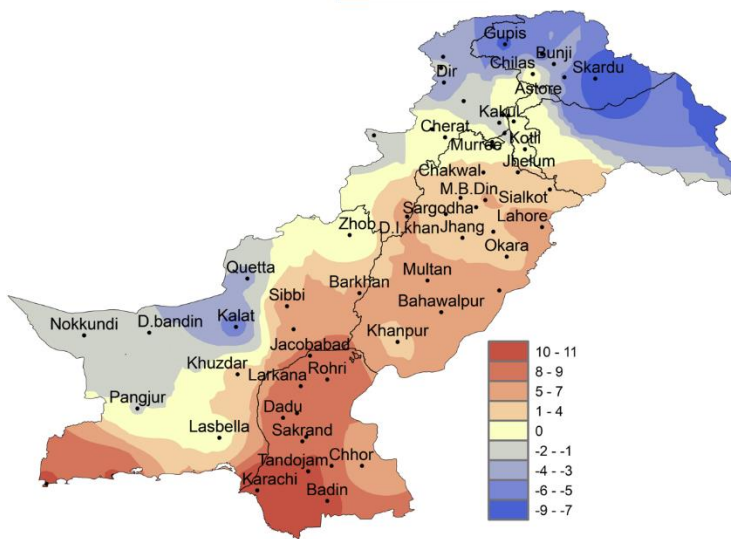 Gupis
Bunji
Chilas
Skardu
Dir
Astore
Kakul
Cherat
Kotli
Murree
Chakwal
Jhelum
M.B.Din
Sialkot
Sargodha
Lahore
Zhob
D.I.khan
Jhang
Okara
Quetta
Multan
Barkhan
Sibbi
Bahawalpur
Nokkundi
D.bandin
Kalat
Khanpur
Jacobabad
Khuzdar
Rohri
Larkana
Pangjur
Dadu
Lasbella
Sakrand
Tandojam
Chhor
Karachi
Badin
10 - 11
8 - 9
5 - 7
1 - 4
0
-2 - -1
-4 - -3
-6 - -5
-9 - -7